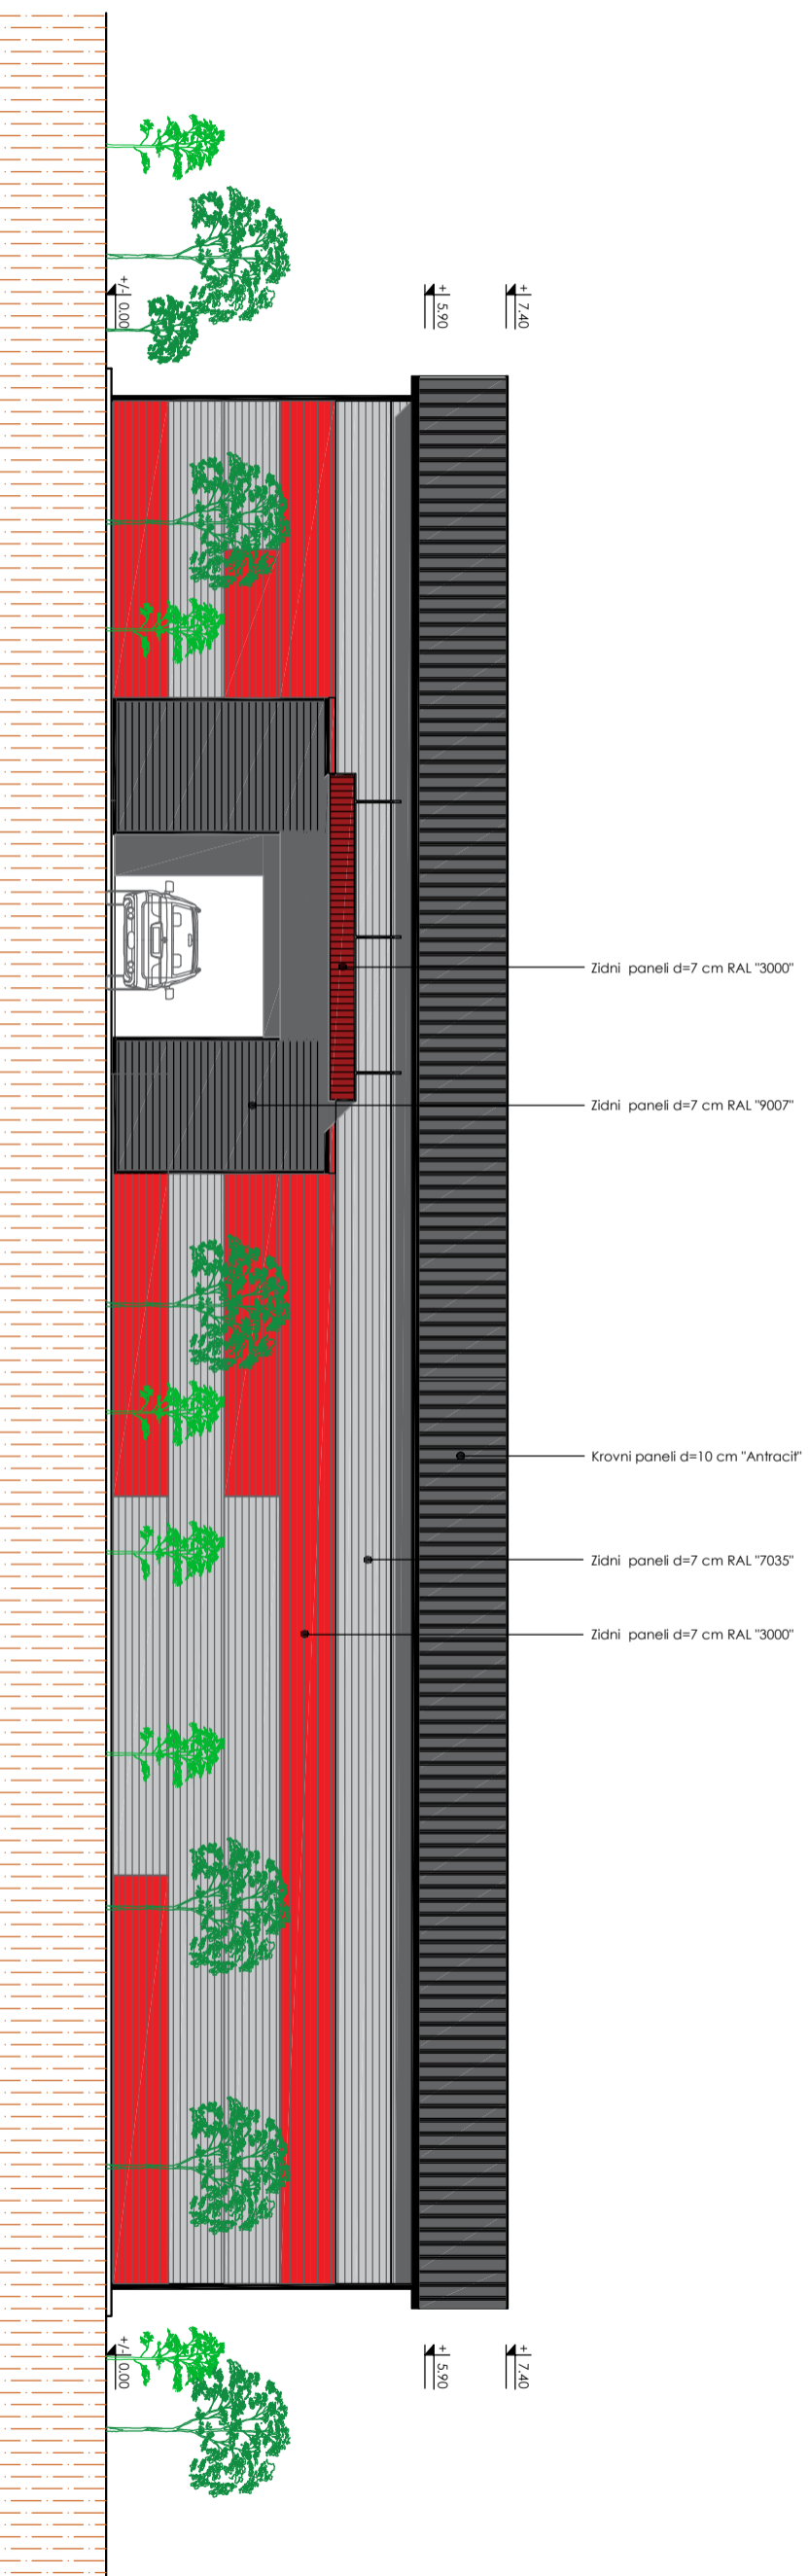 + 7.40
+ 5.90
+/- 0.00
Zidni paneli d=7 cm RAL "3000"
Zidni paneli d=7 cm RAL "9007"
Krovni paneli d=10 cm "Antracit"
Zidni paneli d=7 cm RAL "7035"
Zidni paneli d=7 cm RAL "3000"
+ 7.40
+ 5.90
+/- 0.00